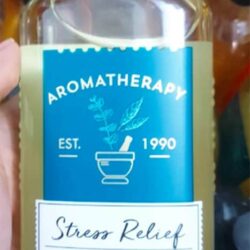 AROMATHERAPY
EST. 1990
Stress Relief